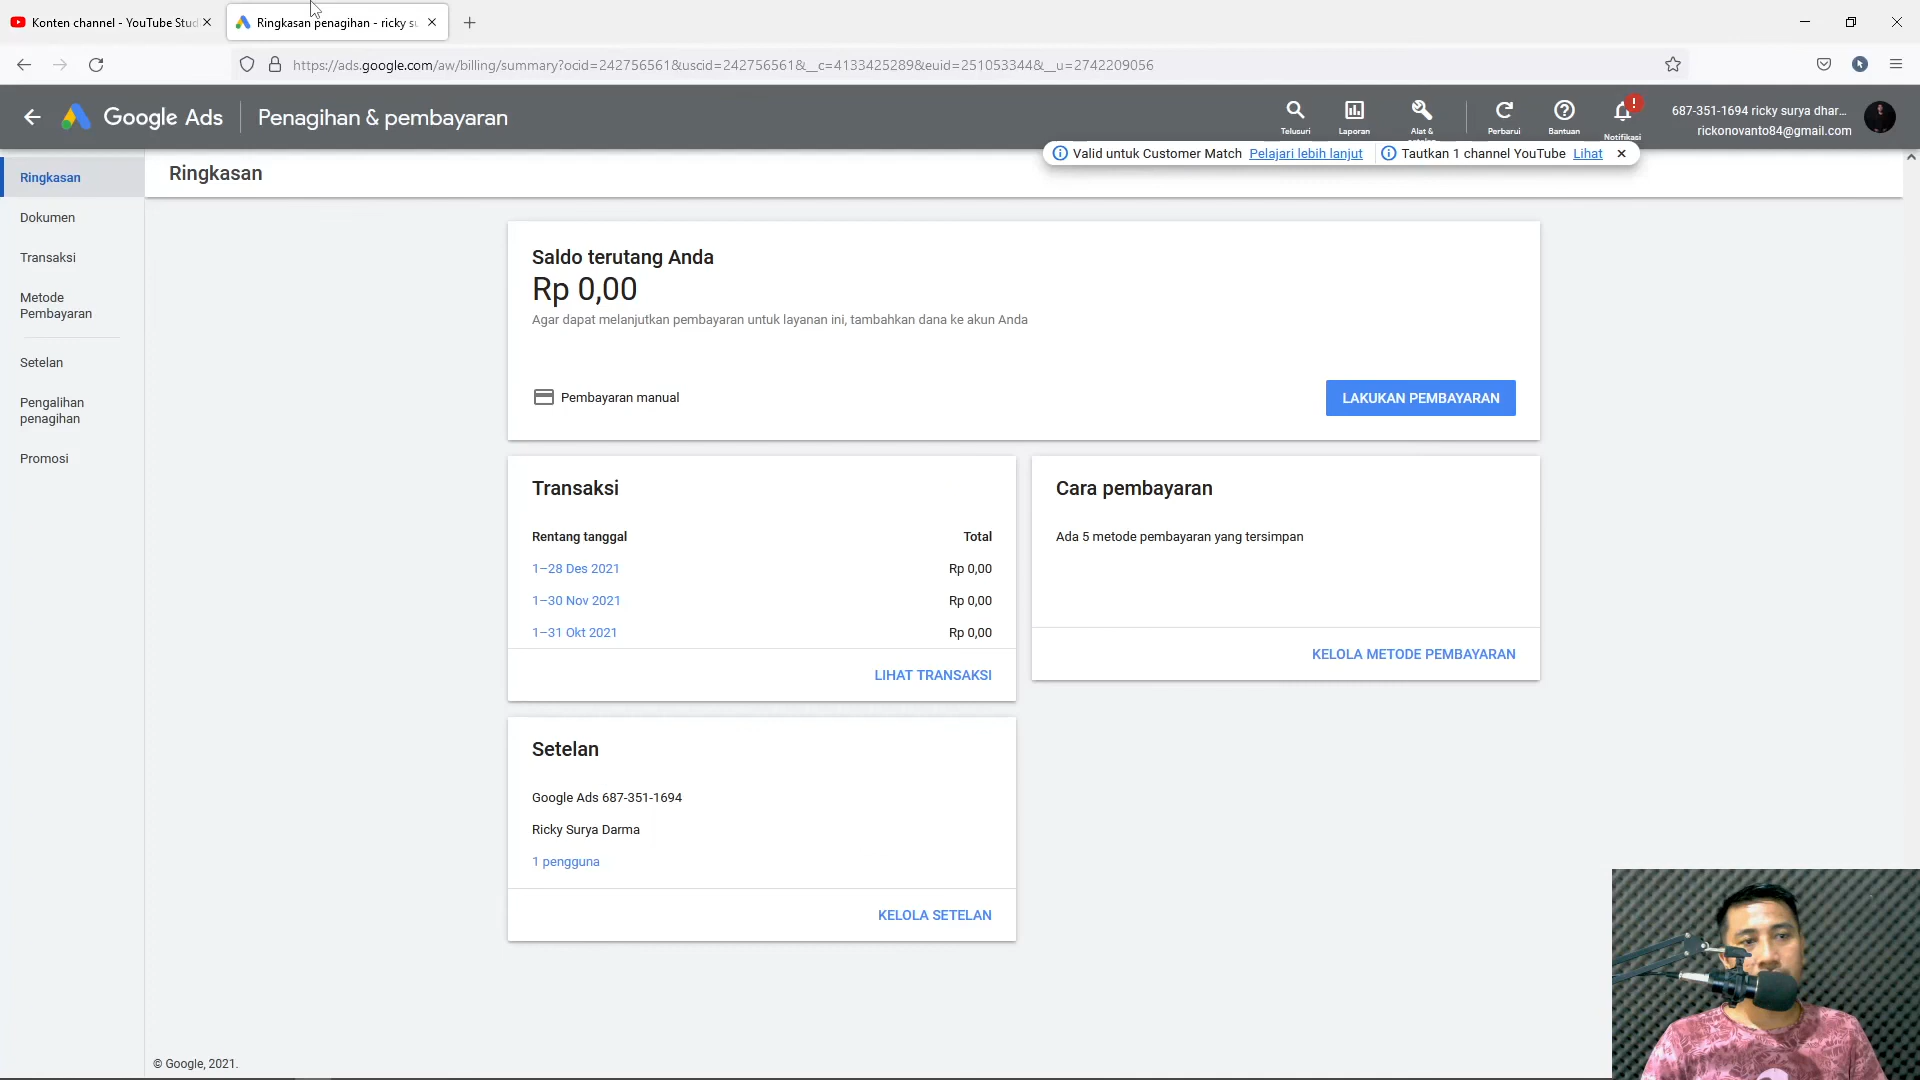 Konten channel - YouTube Stud
Ringkasan penagihan - ricky su
https://ads.google.com/aw/billing/summary?ocid=242756561&uscid=242756561&__c=4133425289&euid=251053344&__u=2742209056
Google Ads
Penagihan & pembayaran
Telusuri
Laporan
Alat &
Perbarui
Bantuan
Notifikasi
687-351-1694 ricky surya dhar...
rickonovanto84@gmail.com
Valid untuk Customer Match Pelajari lebih lanjut
Tautkan 1 channel YouTube Lihat
Ringkasan
Dokumen
Transaksi
Metode
Pembayaran
Setelan
Pengalihan
penagihan
Promosi
Ringkasan
Saldo terutang Anda
Rp 0,00
Agar dapat melanjutkan pembayaran untuk layanan ini, tambahkan dana ke akun Anda
Pembayaran manual
LAKUKAN PEMBAYARAN
Transaksi
Rentang tanggal Total
1–28 Des 2021 Rp 0,00
1–30 Nov 2021 Rp 0,00
1–31 Okt 2021 Rp 0,00
LIHAT TRANSAKSI
Cara pembayaran
Ada 5 metode pembayaran yang tersimpan
KELOLA METODE PEMBAYARAN
Setelan
Google Ads 687-351-1694
Ricky Surya Darma
1 pengguna
KELOLA SETELAN
© Google, 2021.